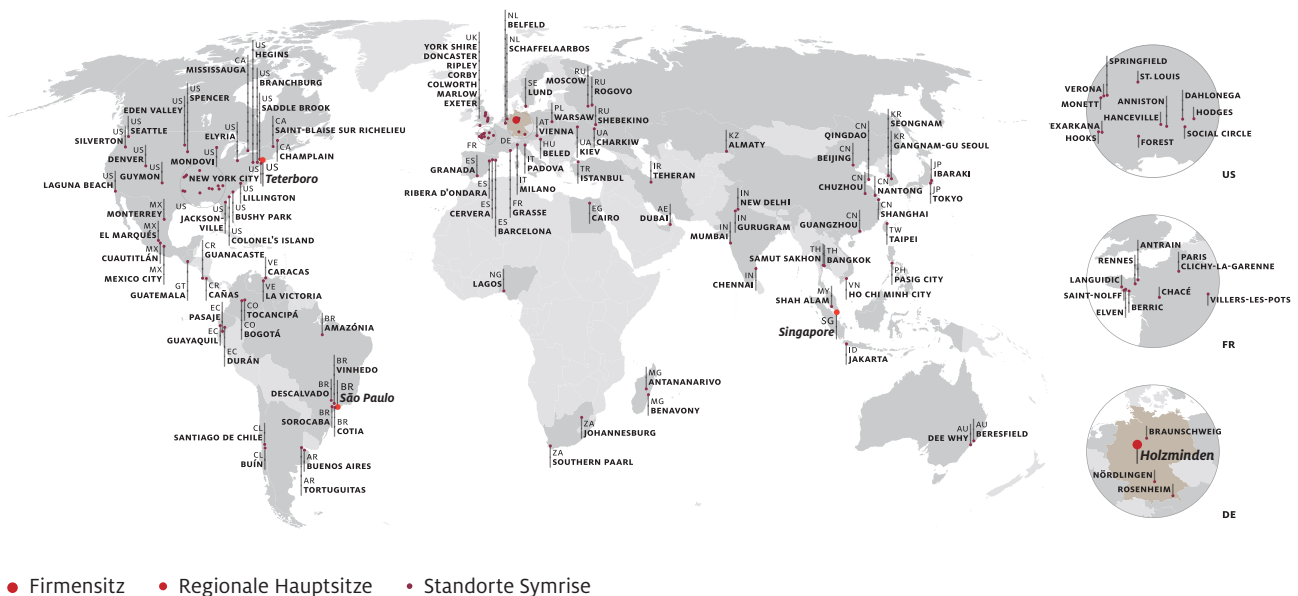 NL
BELFELD
NL
SCHAFFELAARBOS
UK
YORK SHIRE
DONCASTER
RIPLEY
CORBY
COLWORTH
MARLOW
EXETER
US
HEGINS
CA
MISSISSAUGA
US
BRANCHBURG
US
SPENCER
US
SADDLE BROOK
US
EDEN VALLEY
US
SEATTLE
US
SILVERTON
US
ELYRIA
CA
SAINT-BLAISE SUR RICHELIEU
CA
CHAMPLAIN
US
DENVER
US
MONDOVI
US
GUYMON
US
NEW YORK CITY
US
Teterboro
US
LAGUNA BEACH
US
LILLINGTON
US
BUSHY PARK
US
JACKSON-
VILLE
US
COLONEL'S ISLAND
MX
MONTERREY
MX
EL MARQUÉS
MX
CUAUTITLÁN
MX
MEXICO CITY
CR
GUANACASTE
GT
GUATEMALA
CR
CAÑAS
VE
CARACAS
VE
LA VICTORIA
EC
PASAJE
CO
TOCANCIPÁ
CO
BOGOTÁ
EC
GUAYAQUIL
EC
DURÁN
BR
AMAZÓNIA
BR
VINHEDO
BR
DESCALVADO
BR
São Paulo
BR
SOROCABA
BR
COTIA
CL
SANTIAGO DE CHILE
CL
BUÍN
AR
BUENOS AIRES
AR
TORTUGUITAS
SE
LUND
RU
MOSCOW
RU
ROGOVO
PL
WARSAW
RU
SHEBEKINO
AT
VIENNA
UA
CHARKIW
HU
BELED
UA
KIEV
FR
DE
IT
PADOVA
IT
MILANO
TR
ISTANBUL
ES
GRANADA
ES
RIBERA D'ONDARA
ES
CERVERA
ES
BARCELONA
FR
GRASSE
EG
CAIRO
NG
LAGOS
MG
ANTANANARIVO
MG
BENAVONY
ZA
JOHANNESBURG
ZA
SOUTHERN PAARL
IR
TEHERAN
AE
DUBAI
KZ
ALMATY
IN
NEW DELHI
IN
GURUGRAM
IN
MUMBAI
IN
CHENNAI
CN
QINGDAO
CN
BEIJING
KR
SEONGNAM
KR
GANGNAM-GU SEOUL
JP
IBARAKI
JP
TOKYO
CN
CHUZHOU
CN
NANTONG
CN
SHANGHAI
CN
GUANGZHOU
TW
TAIPEI
TH
SAMUT SAKHON
TH
BANGKOK
PH
PASIG CITY
VN
HO CHI MINH CITY
MY
SHAH ALAM
SG
Singapore
ID
JAKARTA
AU
DEE WHY
AU
BERESFIELD
SPRINGFIELD
ST. LOUIS
VERONA
MONETT
ANNISTON
DAHLONEGA
HANCEVILLE
HODGES
EXARKANA
HOOKS
SOCIAL CIRCLE
FOREST
US
ANTRAIN
RENNES
PARIS
CLICHY-LA-GARENNE
LANGUIDIC
SAINT-NOLFF
CHACÉ
BERRIC
ELVEN
VILLERS-LES-POTS
FR
BRAUNSCHWEIG
Holzminden
NÖRDLINGEN
ROSENHEIM
DE
Firmensitz
Regionale Hauptsitze
Standorte Symrise